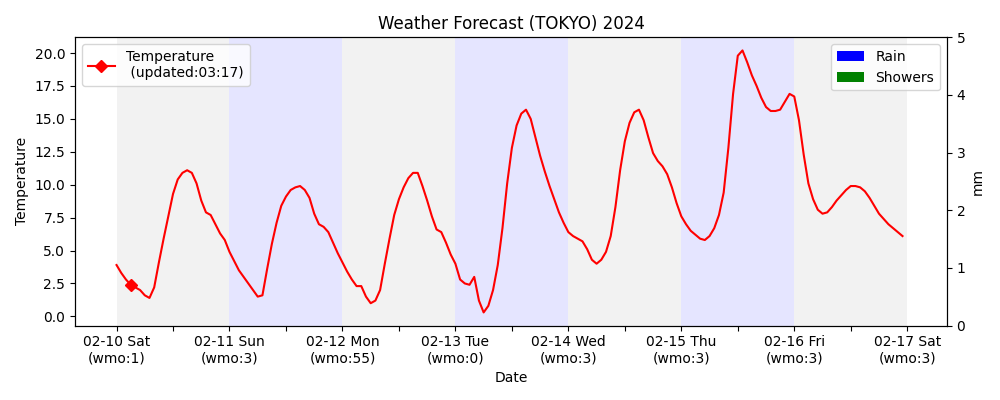 Weather Forecast (TOKYO) 2024
Temperature
(updated:03:17)
Rain
Showers
Temperature
20.0
17.5
15.0
12.5
10.0
7.5
5.0
2.5
0.0
5
4
3
2
1
0
mm
02-10 Sat
(wmo:1)
02-11 Sun
(wmo:3)
02-12 Mon
(wmo:55)
02-13 Tue
(wmo:0)
02-14 Wed
(wmo:3)
02-15 Thu
(wmo:3)
02-16 Fri
(wmo:3)
02-17 Sat
(wmo:3)
Date